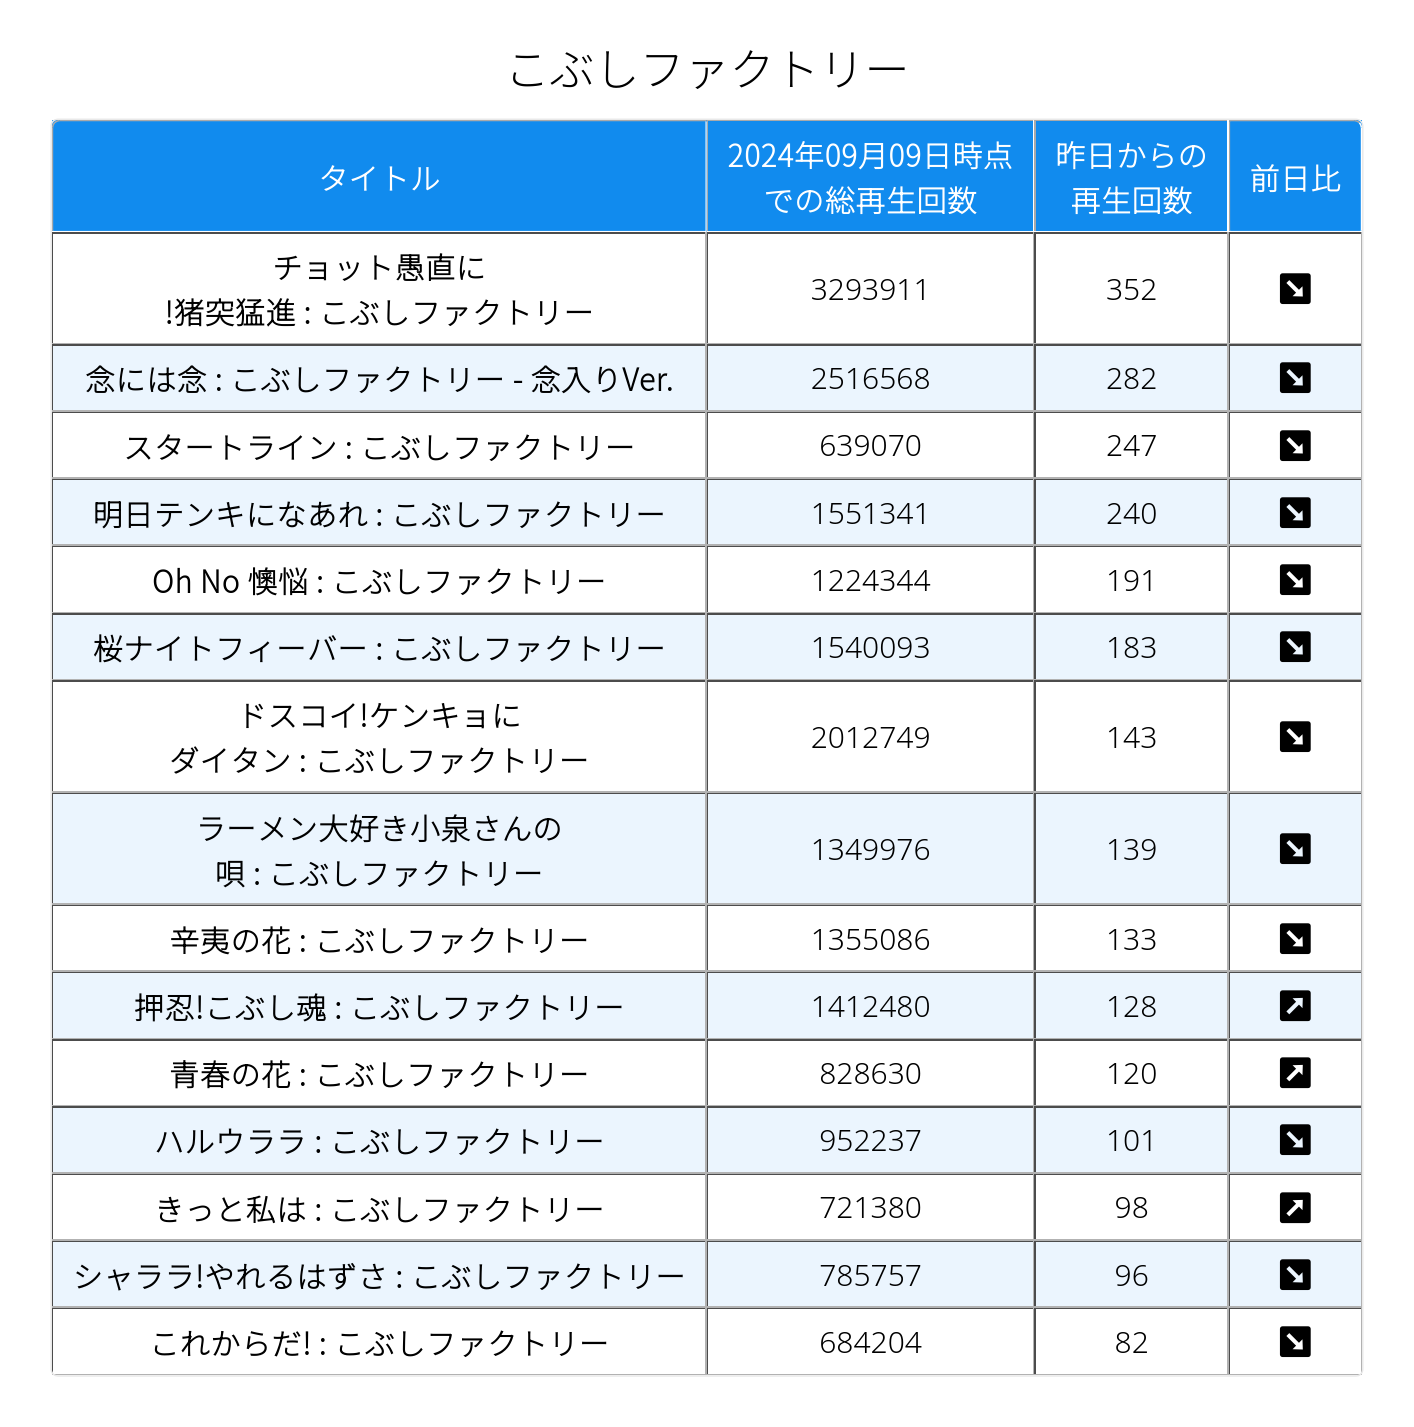 こぶしファクトリー
タイトル
2024年09月09日時点
での総再生回数
昨日からの
再生回数
前日比
チョット愚直に
!猪突猛進 : こぶしファクトリー
3293911
352
念には念 : こぶしファクトリー - 念入りVer.
2516568
282
スタートライン : こぶしファクトリー
639070
247
明日テンキになあれ : こぶしファクトリー
1551341
240
Oh No 懊悩 : こぶしファクトリー
1224344
191
桜ナイトフィーバー : こぶしファクトリー
1540093
183
ドスコイ!ケンキョに
ダイタン : こぶしファクトリー
2012749
143
ラーメン大好き小泉さんの
唄 : こぶしファクトリー
1349976
139
辛夷の花 : こぶしファクトリー
1355086
133
押忍!こぶし魂 : こぶしファクトリー
1412480
128
青春の花 : こぶしファクトリー
828630
120
ハルウララ : こぶしファクトリー
952237
101
きっと私は : こぶしファクトリー
721380
98
シャララ!やれるはずさ : こぶしファクトリー
785757
96
これからだ! : こぶしファクトリー
684204
82